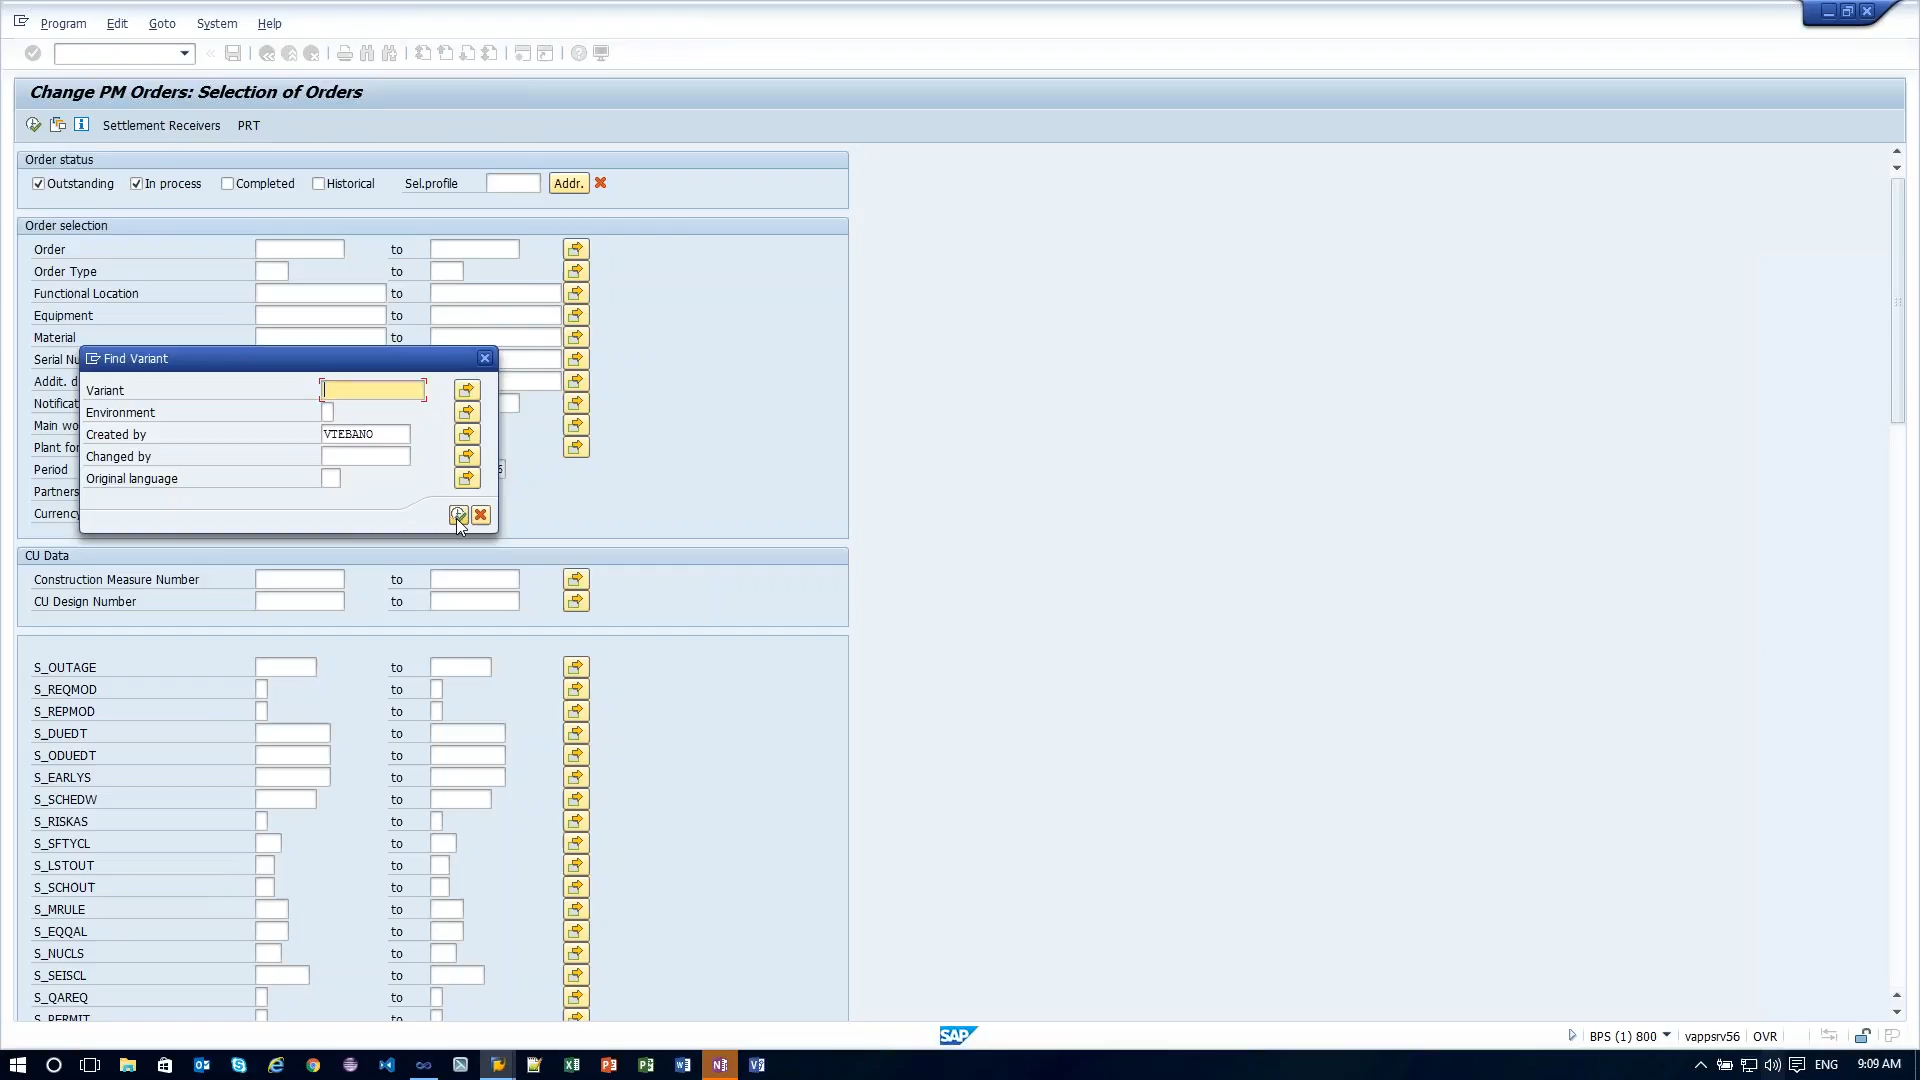 Program Edit Goto System Help
Change PM Orders: Selection of Orders
Settlement Receivers PRT
Order status
Outstanding In process Completed Historical Sel.profile Addr.
Order selection
Order to
Order Type to
Functional Location to
Equipment to
Material to
Serial Nu
Addit. d
Notificat
Main wo
Plant for
Period 6
Partners
Currency
Find Variant
Variant
Environment
Created by VTEBANO
Changed by
Original language
CU Data
Construction Measure Number to
CU Design Number to
S_OUTAGE to
S_REQMOD to
S_REPMOD to
S_DUEDT to
S_ODUEDT to
S_EARLYS to
S_SCHEDW to
S_RISKAS to
S_SFTYCL to
S_LSTOUT to
S_SCHOUT to
S_MRULE to
S_EQQAL to
S_NUCLS to
S_SEISCL to
S_QAREQ to
S_PERMIT to
SAP
BPS (1) 800 vappsrv56 OVR
ENG 9:09 AM